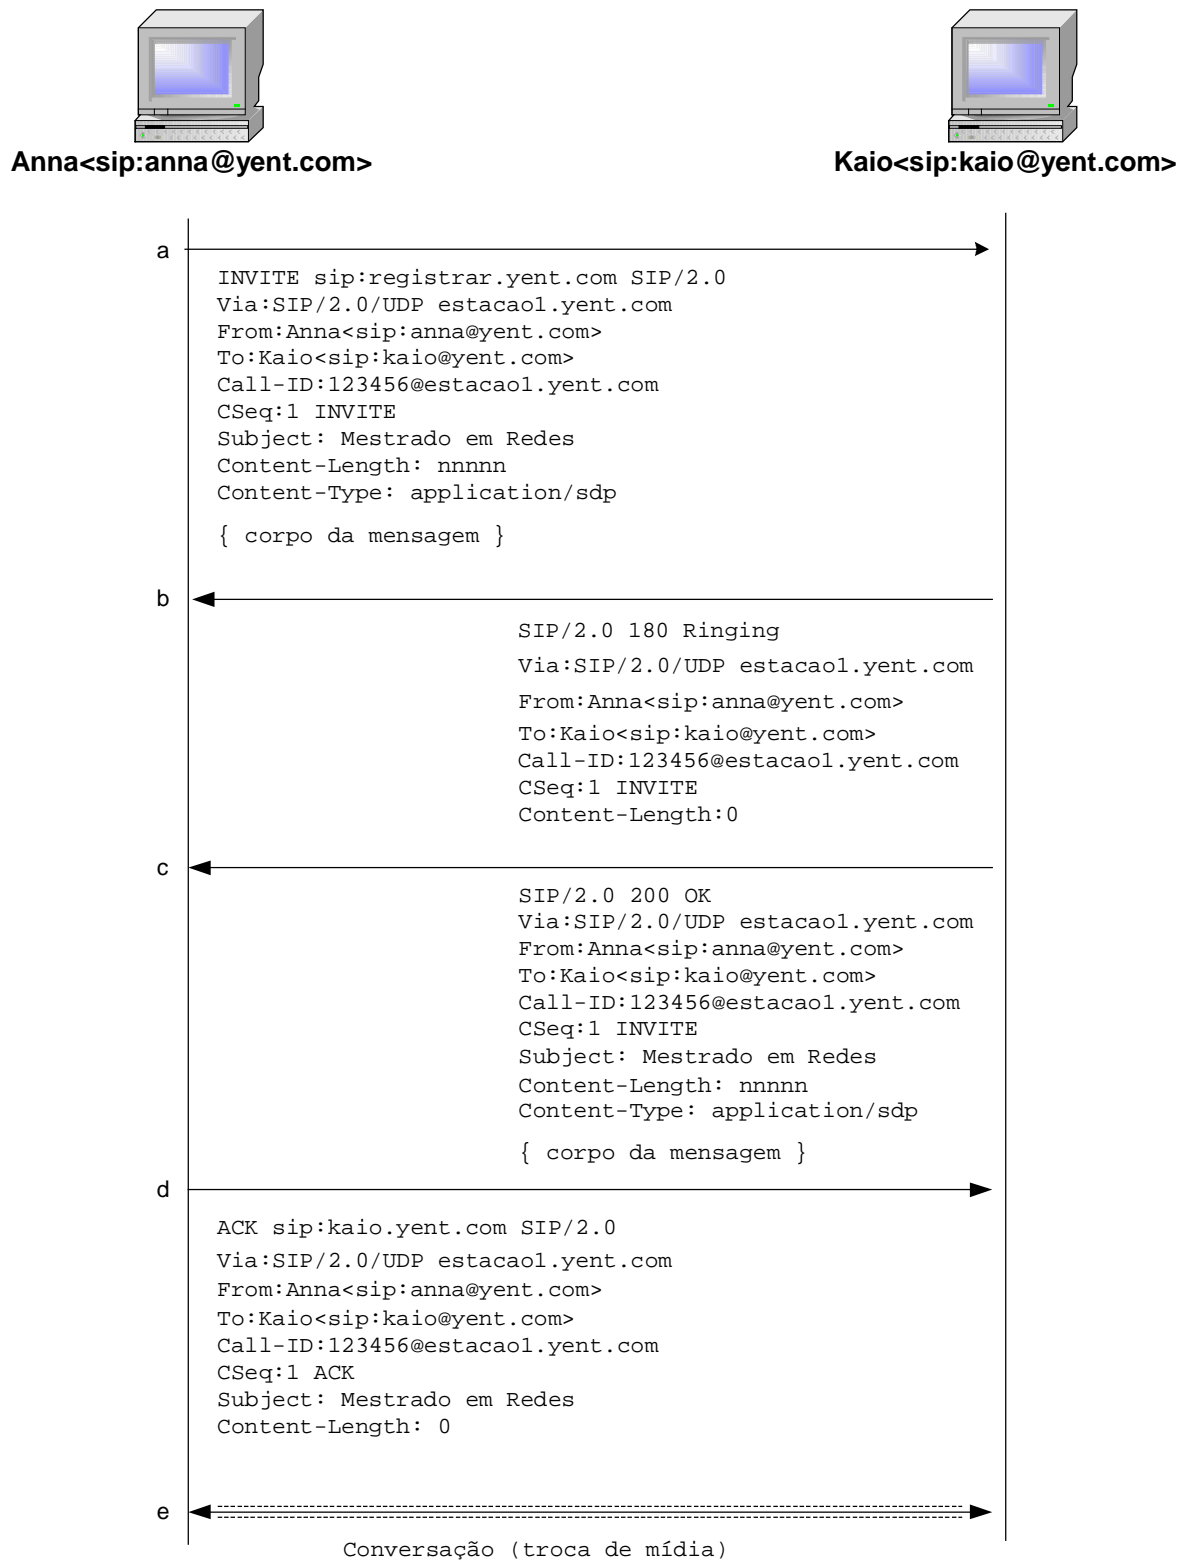 Anna<sip:anna@yent.com>
Kaio<sip:kaio@yent.com>
a
INVITE sip:registrar.yent.com SIP/2.0
Via:SIP/2.0/UDP estacao1.yent.com
From:Anna<sip:anna@yent.com>
To:Kaio<sip:kaio@yent.com>
Call-ID:123456@estacao1.yent.com
CSeq:1 INVITE
Subject: Mestrado em Redes
Content-Length: nnnnn
Content-Type: application/sdp
{ corpo da mensagem }
b
SIP/2.0 180 Ringing
Via:SIP/2.0/UDP estacao1.yent.com
From:Anna<sip:anna@yent.com>
To:Kaio<sip:kaio@yent.com>
Call-ID:123456@estacao1.yent.com
CSeq:1 INVITE
Content-Length:0
c
SIP/2.0 200 OK
Via:SIP/2.0/UDP estacao1.yent.com
From:Anna<sip:anna@yent.com>
To:Kaio<sip:kaio@yent.com>
Call-ID:123456@estacao1.yent.com
CSeq:1 INVITE
Subject: Mestrado em Redes
Content-Length: nnnnn
Content-Type: application/sdp
{ corpo da mensagem }
d
ACK sip:kaio.yent.com SIP/2.0
Via:SIP/2.0/UDP estacao1.yent.com
From:Anna<sip:anna@yent.com>
To:Kaio<sip:kaio@yent.com>
Call-ID:123456@estacao1.yent.com
CSeq:1 ACK
Subject: Mestrado em Redes
Content-Length: 0
e
Conversação (troca de mídia)